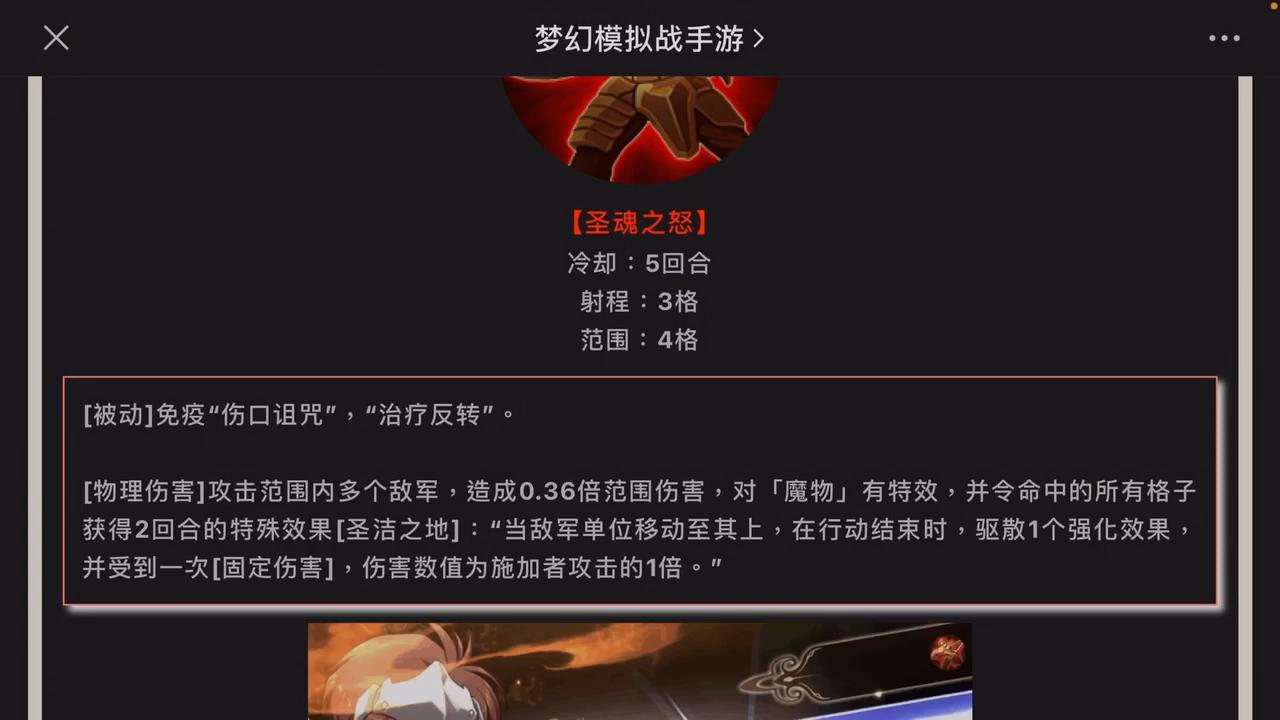 梦幻模拟战手游
【圣魂之怒】
冷却：5回合
射程：3格
范围：4格
[被动]免疫“伤口诅咒”，“治疗反转”。
[物理伤害]攻击范围内多个敌军，造成0.36倍范围伤害，对「魔物」有特效，并令命中的所有格子
获得2回合的特殊效果[圣洁之地]：“当敌军单位移动至其上，在行动结束时，驱散1个强化效果，
并受到一次[固定伤害]，伤害数值为施加者攻击的1倍。”